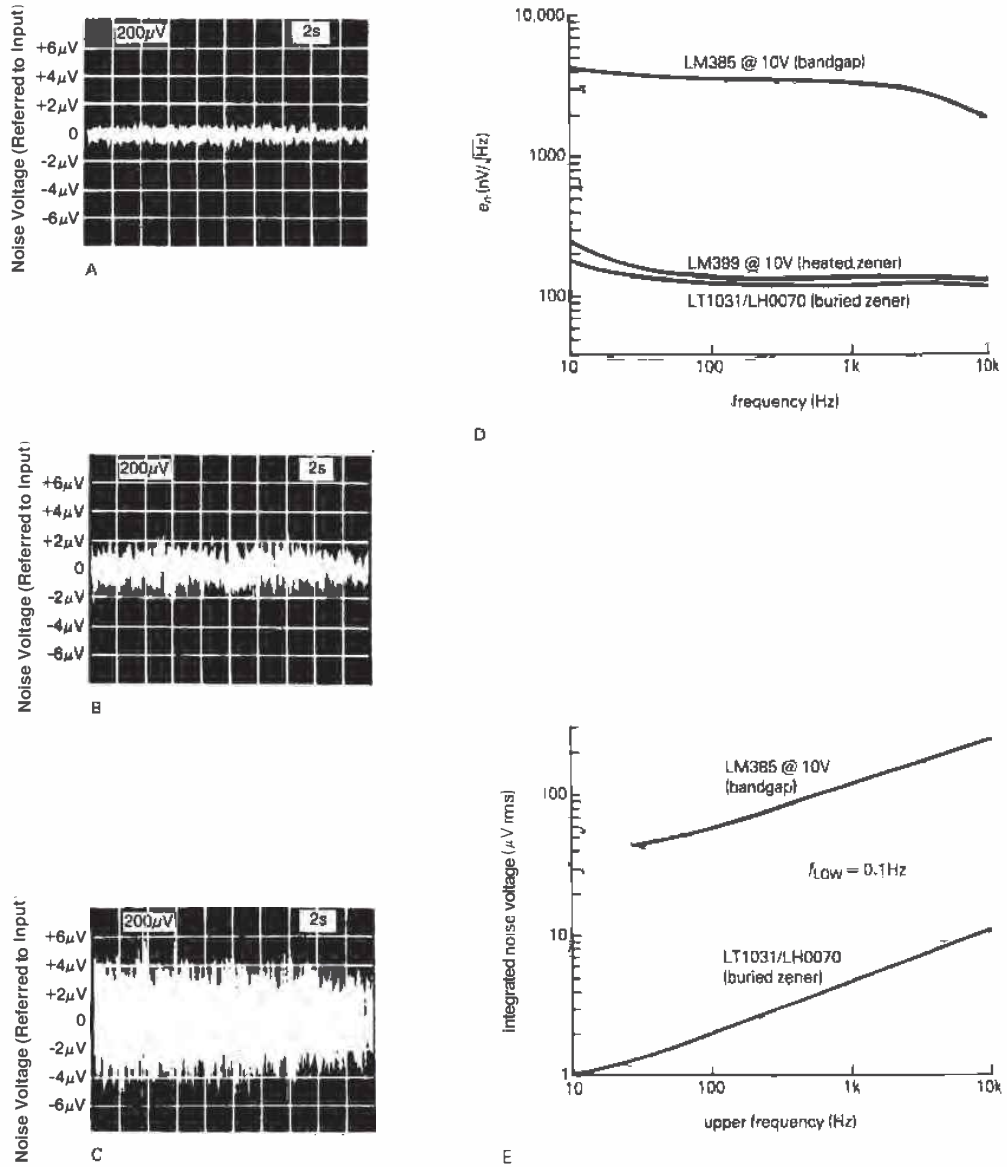 Noise Voltage (Referred to Input)
200μV 2s
+6μV
+4μV
+2μV
0
-2μV
-4μV
-6μV
A
10,000
1000
100
eₙ (nV/√Hz)
LM385 @ 10V (bandgap)
LM399 @ 10V (heated zener)
LT1031/LH0070 (buried zener)
10 100 1k 10k
frequency (Hz)
D
Noise Voltage (Referred to Input)
200μV 2s
+6μV
+4μV
+2μV
0
-2μV
-4μV
-6μV
B
Noise Voltage (Referred to Input)
200μV 2s
+6μV
+4μV
+2μV
0
-2μV
-4μV
-6μV
C
integrated noise voltage (μV rms)
100
10
1
LM385 @ 10V
(bandgap)
fLOW = 0.1Hz
LT1031/LH0070
(buried zener)
10 100 1k 10k
upper frequency (Hz)
E